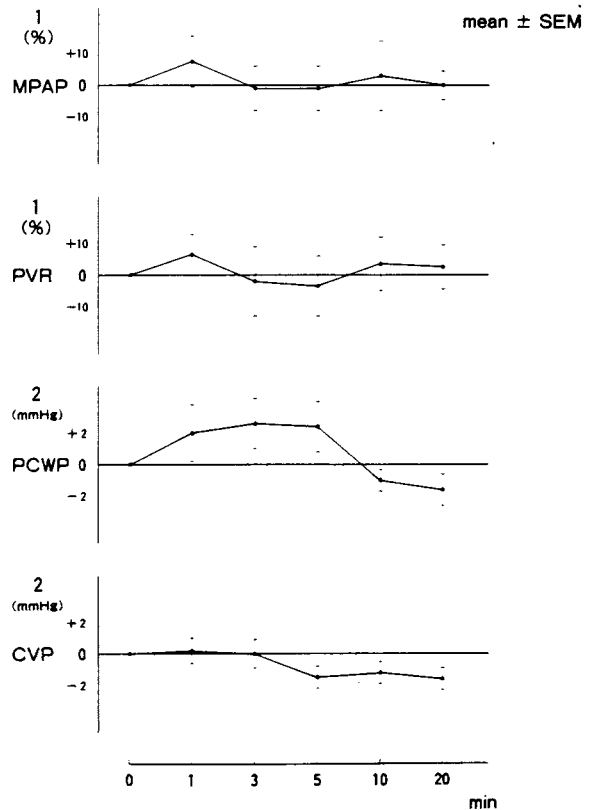 mean ± SEM
1
(%)
+10
MPAP 0
−10
1
(%)
+10
PVR 0
−10
2
(mmHg)
+2
PCWP 0
−2
2
(mmHg)
+2
CVP 0
−2
0 1 3 5 10 20
min